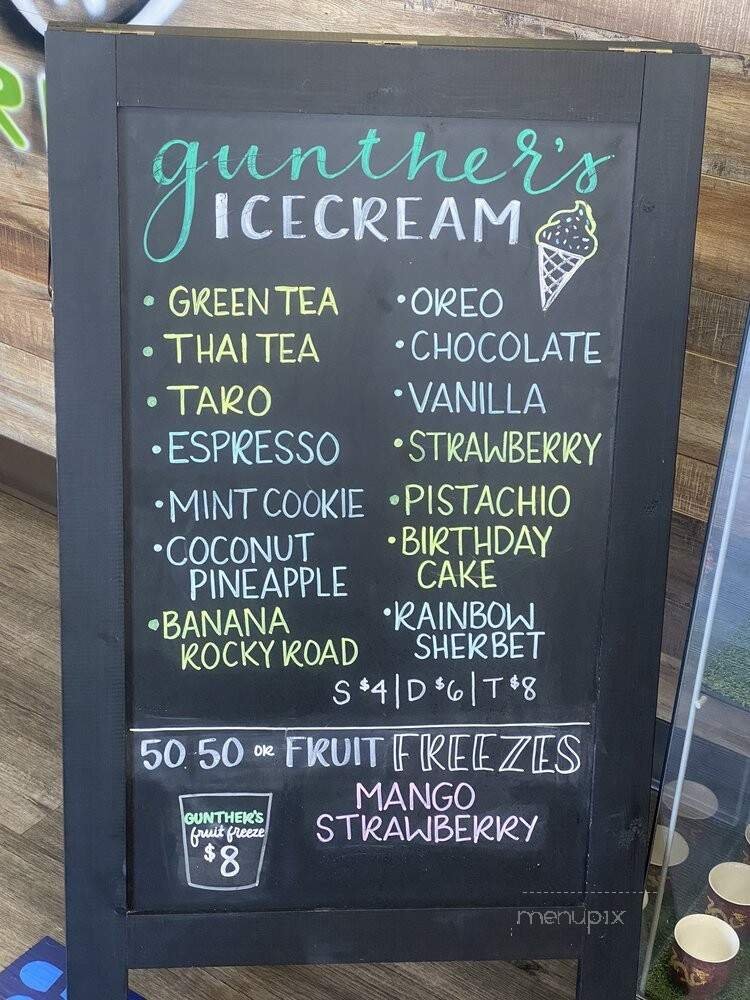 gunther's
ICECREAM
• GREEN TEA
• THAI TEA
• TARO
• ESPRESSO
• MINT COOKIE
• COCONUT
PINEAPPLE
• BANANA
ROCKY ROAD
• OREO
• CHOCOLATE
• VANILLA
• STRAWBERRY
• PISTACHIO
• BIRTHDAY
CAKE
• RAINBOW
SHERBET
S $4|D $6|T $8
50.50 OR FRUIT FREEZES
MANGO
STRAWBERRY
GUNTHER'S
fruit freeze
$8
menupix